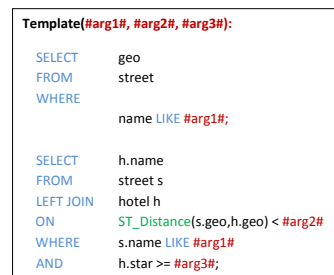 Template(#arg1#, #arg2#, #arg3#):
SELECT geo
FROM street
WHERE
name LIKE #arg1#;
SELECT h.name
FROM street s
LEFT JOIN hotel h
ON ST_Distance(s.geo,h.geo) < #arg2#
WHERE s.name LIKE #arg1#
AND h.star >= #arg3#;